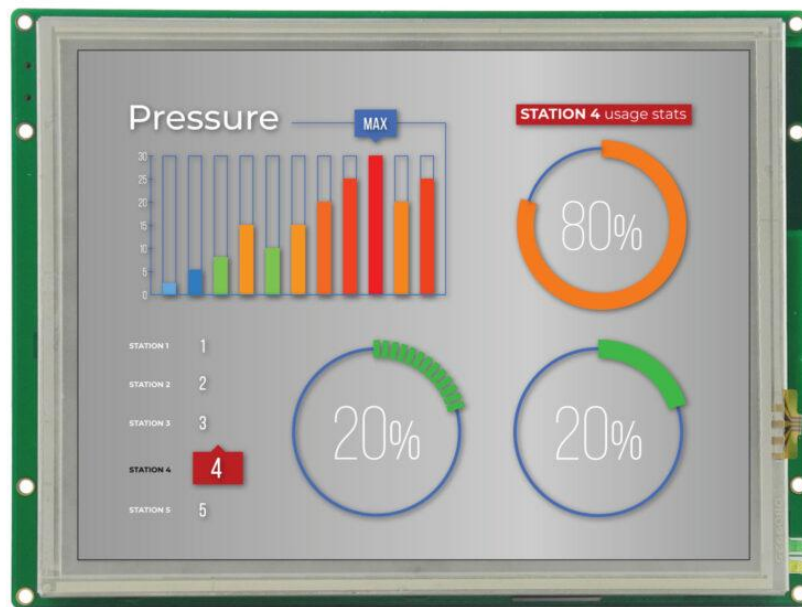 Pressure
MAX
30
25
20
15
10
5
0
STATION 4 usage stats
80%
STATION 1 1
STATION 2 2
STATION 3 3
STATION 4 4
STATION 5 5
20%
20%